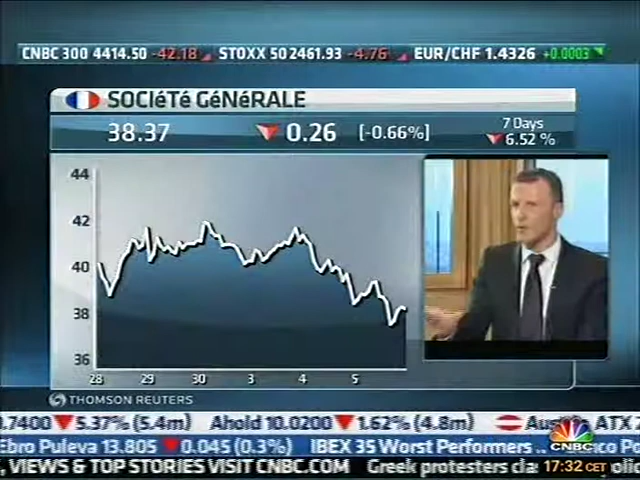 CNBC 300 4414.50 -42.18 STOXX 50 2461.93 -4.76 EUR/CHF 1.4326 +0.0003
SOCIéTé GéNéRALE
38.37 0.26 [-0.66%] 7 Days
6.52 %
44
42
40
38
36
28 29 30 3 4 5
THOMSON REUTERS
.7400 5.37% (5.4m) Ahold 10.0200 1.62% (4.8m) ATX
Ebro Puleva 13.805 0.045 (0.3%) IBEX 35 Worst Performers ..
CNBC
, VIEWS & TOP STORIES VISIT CNBC.COM Greek protesters 17:32 CET